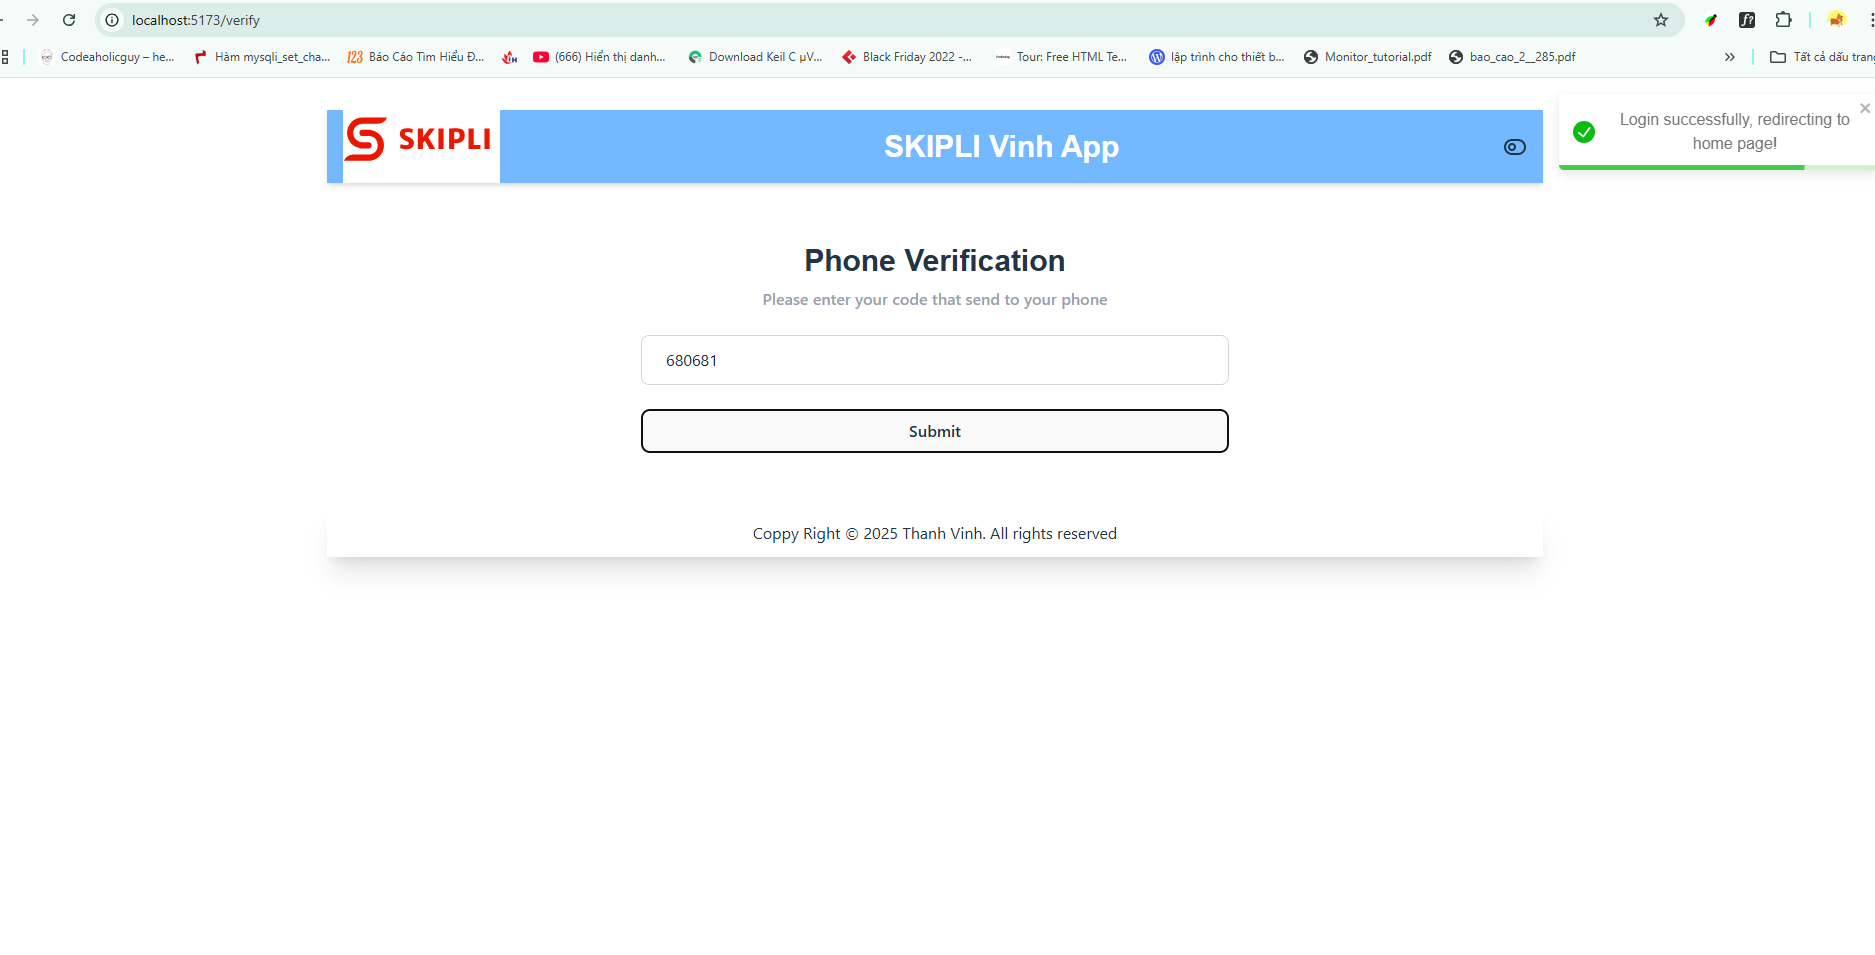 localhost:5173/verify
Codeaholicguy – he... Hàm mysqli_set_cha... 123 Báo Cáo Tìm Hiểu Đ... (666) Hiển thị danh... Download Keil C µV... Black Friday 2022 -... Tour: Free HTML Te... lập trình cho thiết b... Monitor_tutorial.pdf bao_cao_2__285.pdf » Tất cả dấu trang
SKIPLI
SKIPLI Vinh App
Login successfully, redirecting to
home page!
Phone Verification
Please enter your code that send to your phone
680681
Submit
Coppy Right © 2025 Thanh Vinh. All rights reserved